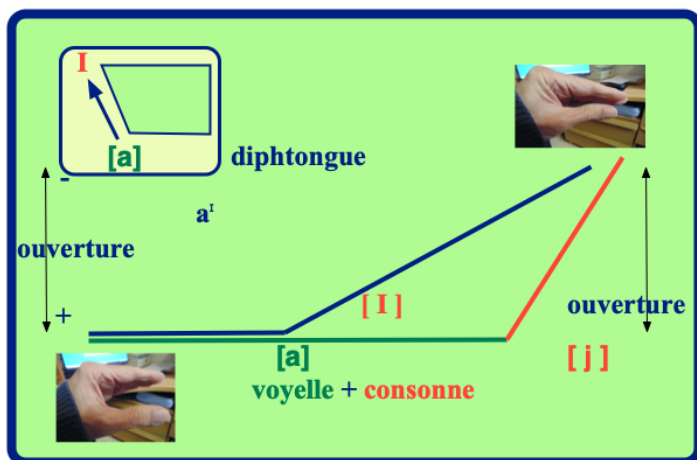 I
[a]
diphtongue
-
aᶦ
ouverture
ouverture
+
[ I ]
[a]
[ j ]
voyelle + consonne